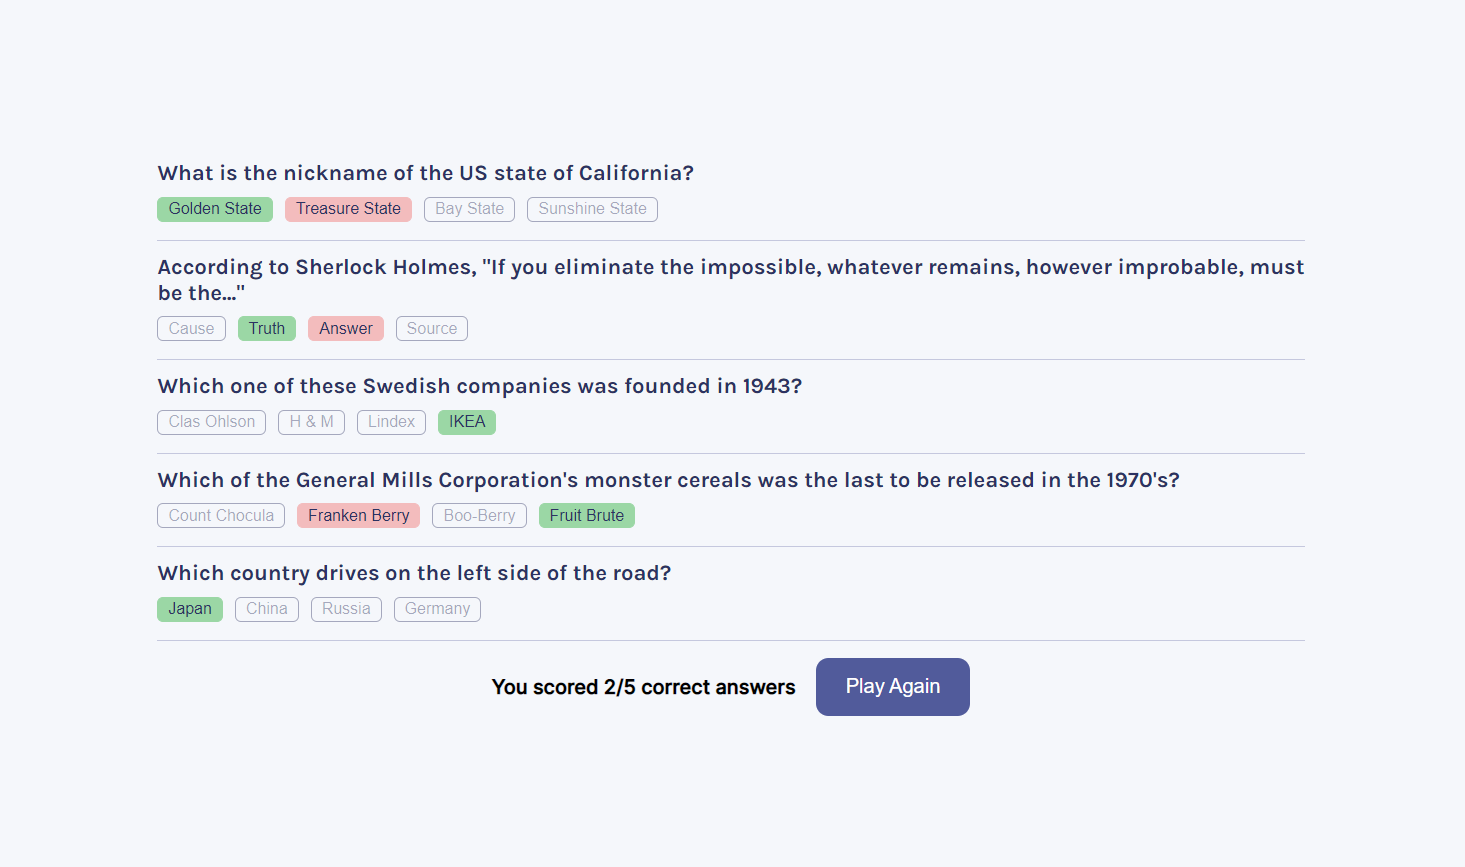 What is the nickname of the US state of California?
Golden State Treasure State Bay State Sunshine State
According to Sherlock Holmes, "If you eliminate the impossible, whatever remains, however improbable, must
be the..."
Cause Truth Answer Source
Which one of these Swedish companies was founded in 1943?
Clas Ohlson H & M Lindex IKEA
Which of the General Mills Corporation's monster cereals was the last to be released in the 1970's?
Count Chocula Franken Berry Boo-Berry Fruit Brute
Which country drives on the left side of the road?
Japan China Russia Germany
You scored 2/5 correct answers Play Again